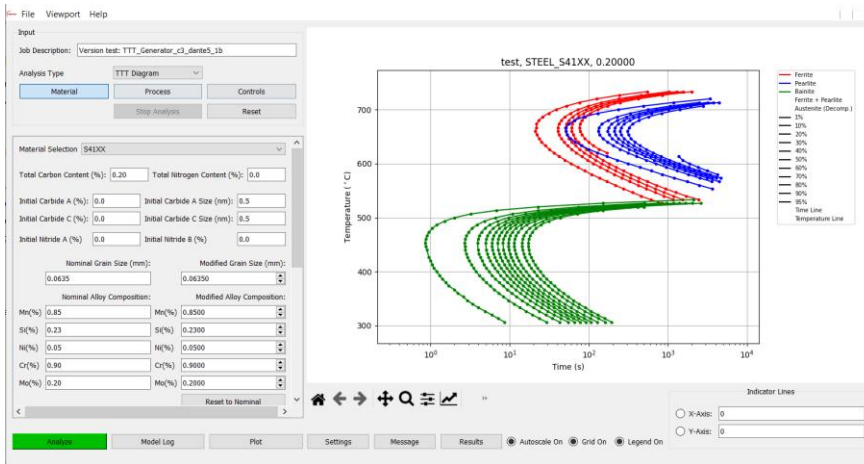 File Viewport Help
Input
Job Description: Version test: TTT_Generator_c3_dante5_1b
Analysis Type TTT Diagram
Material Process Controls
Stop Analysis Reset
Material Selection S41XX
Total Carbon Content (%): 0.20 Total Nitrogen Content (%): 0.0
Initial Carbide A (%): 0.0 Initial Carbide A Size (nm): 0.5
Initial Carbide C (%): 0.0 Initial Carbide C Size (nm): 0.5
Initial Nitride A (%) 0.0 Initial Nitride B (%) 0.0
Nominal Grain Size (mm): Modified Grain Size (mm):
0.0635 0.06350
Nominal Alloy Composition: Modified Alloy Composition:
Mn(%) 0.85 Mn(%) 0.8500
Si(%) 0.23 Si(%) 0.2300
Ni(%) 0.05 Ni(%) 0.0500
Cr(%) 0.90 Cr(%) 0.9000
Mo(%) 0.20 Mo(%) 0.2000
Reset to Nominal
Analyze Model Log Plot Settings Message Results Autoscale On Grid On Legend On
test, STEEL_S41XX, 0.20000
Temperature (°C)
700
600
500
400
300
10⁰ 10¹ 10² 10³ 10⁴
Time (s)
Ferrite
Pearlite
Bainite
Ferrite + Pearlite
Austenite (Decomp.)
1%
10%
20%
30%
40%
50%
60%
70%
80%
90%
95%
Time Line
Temperature Line
Indicator Lines
X-Axis: 0
Y-Axis: 0